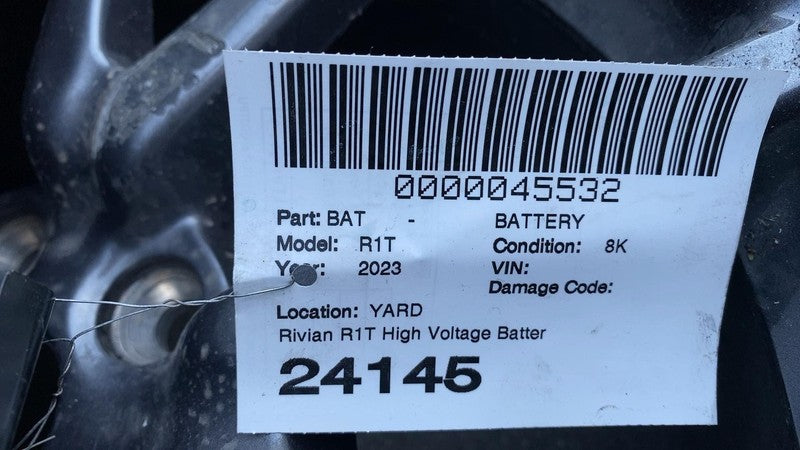 0000045532
Part: BAT - BATTERY
Model: R1T Condition: 8K
Year: 2023 VIN:
Damage Code:
Location: YARD
Rivian R1T High Voltage Batter
24145